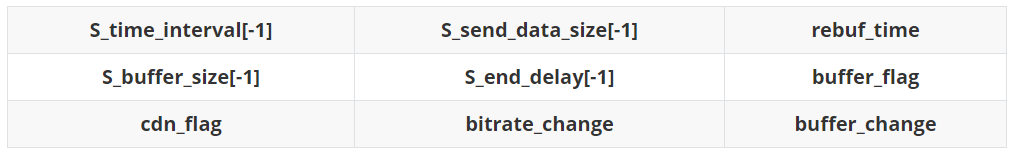 S_time_interval[-1] S_send_data_size[-1] rebuf_time
S_buffer_size[-1] S_end_delay[-1] buffer_flag
cdn_flag bitrate_change buffer_change